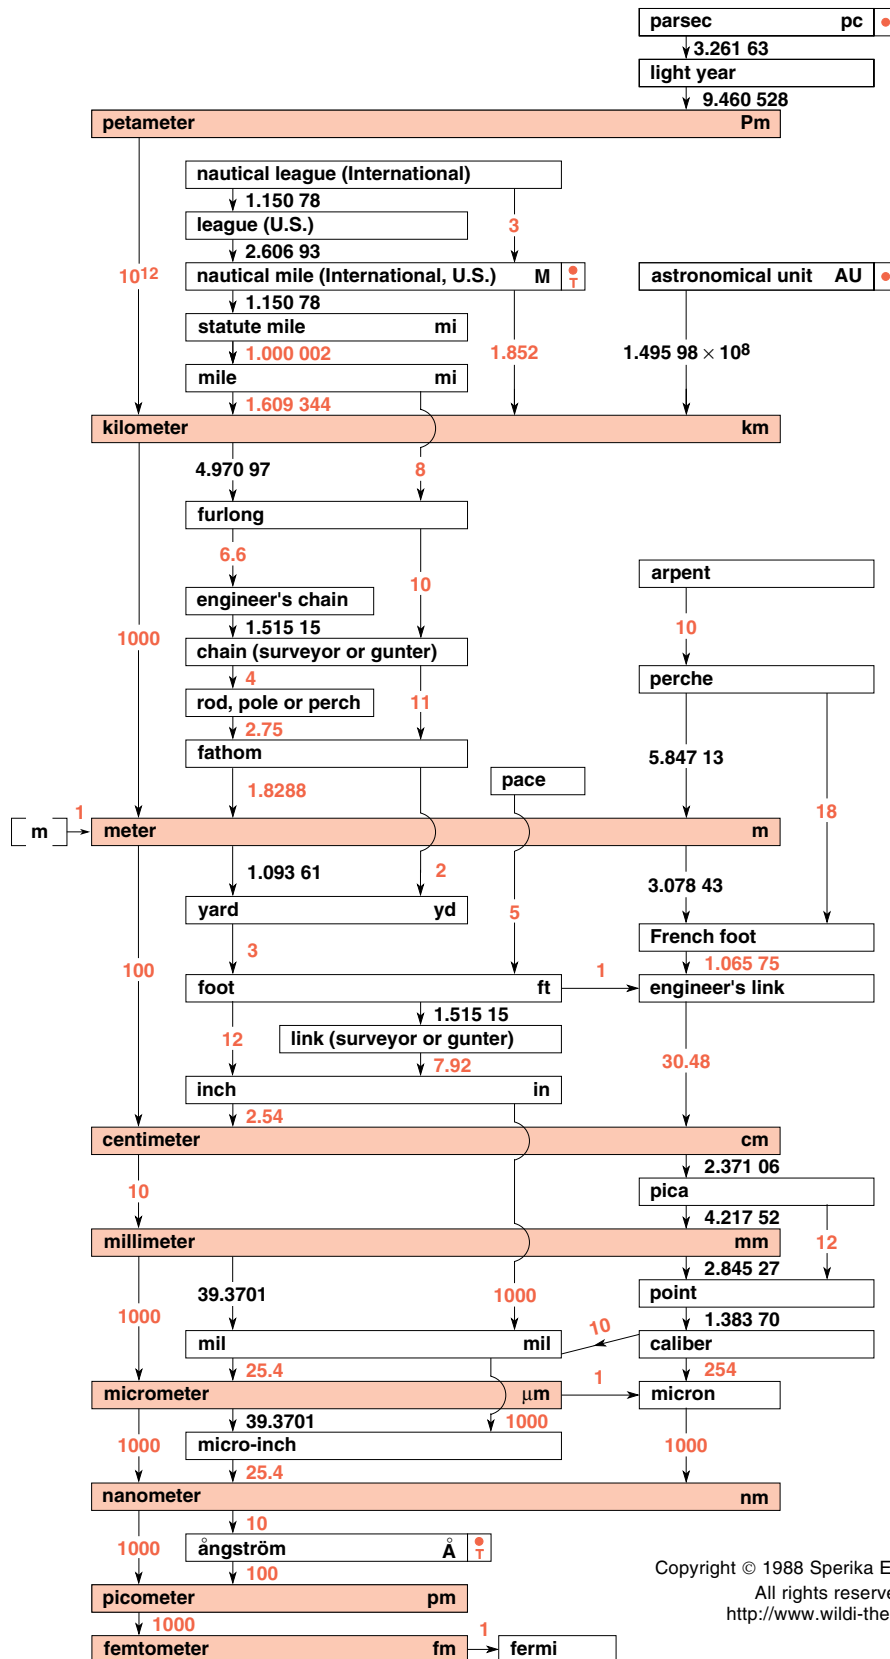 parsec pc
3.261 63
light year
9.460 528
petameter Pm
nautical league (International)
1.150 78
league (U.S.)
3
2.606 93
10¹²
nautical mile (International, U.S.) M T
astronomical unit AU
1.150 78
statute mile mi
1.000 002
1.852
1.495 98 × 10⁸
mile mi
1.609 344
kilometer km
4.970 97
8
furlong
6.6
10
arpent
engineer's chain
1.515 15
10
1000
chain (surveyor or gunter)
4
perche
rod, pole or perch
11
2.75
fathom
5.847 13
pace
1.8288
18
1
m
meter m
1.093 61
2
3.078 43
yard yd
5
French foot
3
1.065 75
100
foot ft
1
engineer's link
1.515 15
12
link (surveyor or gunter)
7.92
30.48
inch in
2.54
centimeter cm
2.371 06
10
pica
4.217 52
millimeter mm
12
2.845 27
39.3701
1000
point
1.383 70
1000
10
mil mil
caliber
25.4
254
micrometer µm
1
micron
39.3701
1000
micro-inch
1000
1000
25.4
nanometer nm
10
1000
ångström Å T
100
picometer pm
1000
1
femtometer fm
fermi
Copyright © 1988 Sperika E
All rights reserve
http://www.wildi-the